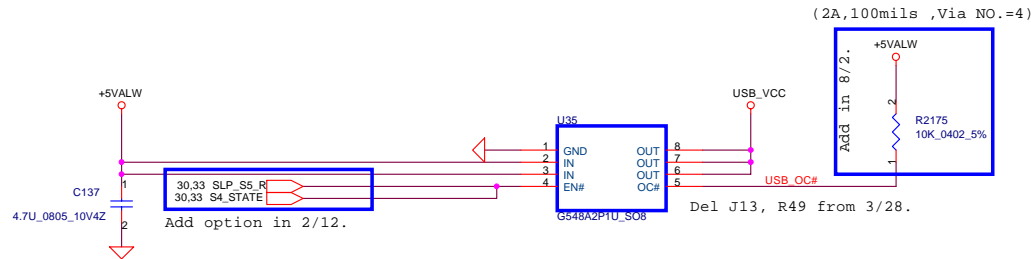 (2A,100mils ,Via NO.=4)
+5VALW
Add in 8/2.
2
R2175
10K_0402_5%
1
+5VALW
USB_VCC
U35
1 GND OUT 8
2 IN OUT 7
3 IN OUT 6
4 EN# OC# 5
G548A2P1U_SO8
USB_OC#
30,33 SLP_S5_R
30,33 S4_STATE
Add option in 2/12.
Del J13, R49 from 3/28.
C137
1
4.7U_0805_10V4Z
2